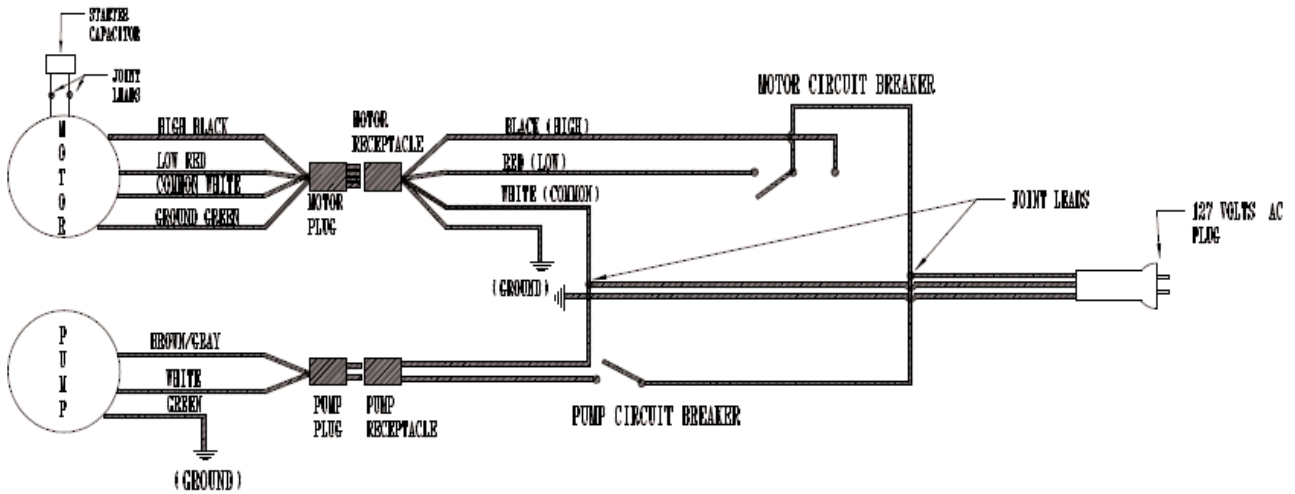 STARTER
CAPACITOR
JOINT
LEADS
MOTOR
HIGH BLACK
LOW RED
COMMON WHITE
GROUND GREEN
MOTOR
PLUG
MOTOR
RECEPTACLE
BLACK (HIGH)
RED (LOW)
WHITE (COMMON)
(GROUND)
MOTOR CIRCUIT BREAKER
JOINT LEADS
127 VOLTS AC
PLUG
PUMP
BROWN/GRAY
WHITE
GREEN
(GROUND)
PUMP
PLUG
PUMP
RECEPTACLE
PUMP CIRCUIT BREAKER